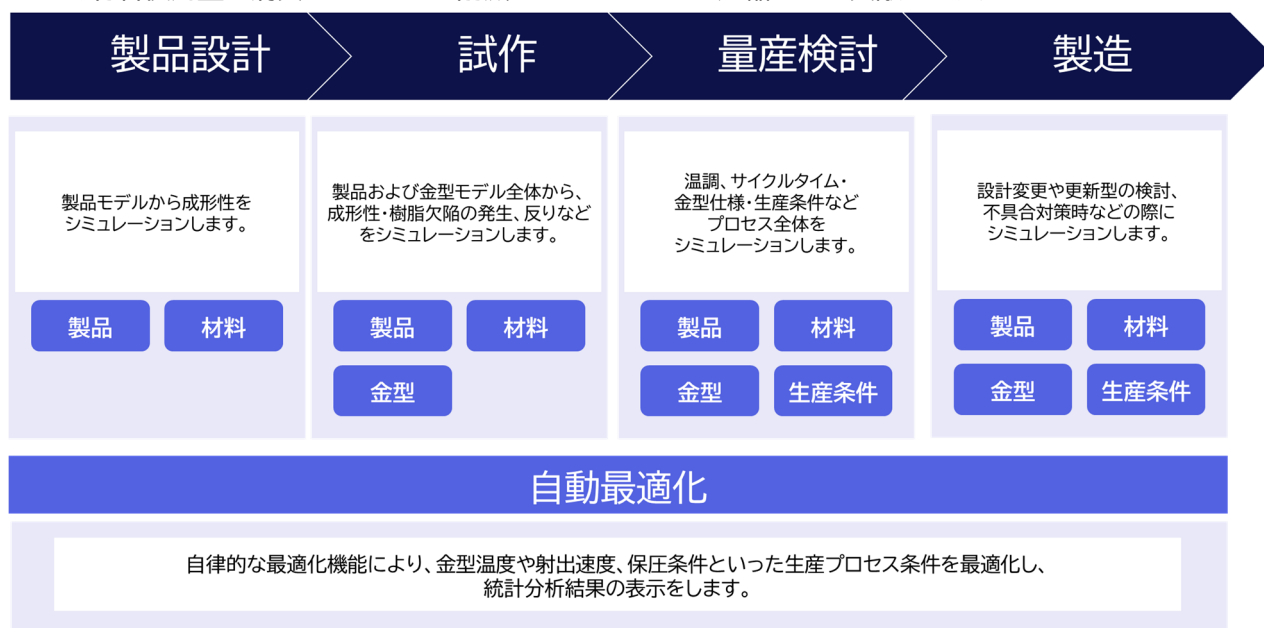 製品設計
試作
量産検討
製造
製品モデルから成形性を
シミュレーションします。
製品
材料
製品および金型モデル全体から、
成形性・樹脂欠陥の発生、反りなど
をシミュレーションします。
製品
材料
金型
温調、サイクルタイム・
金型仕様・生産条件など
プロセス全体を
シミュレーションします。
製品
材料
金型
生産条件
設計変更や更新型の検討、
不具合対策時などの際に
シミュレーションします。
製品
材料
金型
生産条件
自動最適化
自律的な最適化機能により、金型温度や射出速度、保圧条件といった生産プロセス条件を最適化し、
統計分析結果の表示をします。